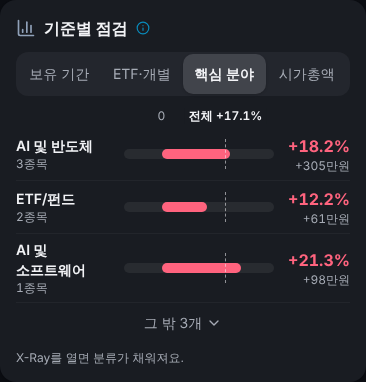 기준별 점검
보유 기간 ETF·개별 핵심 분야 시가총액
0 전체 +17.1%
AI 및 반도체 +18.2%
3종목 +305만원
ETF/펀드 +12.2%
2종목 +61만원
AI 및
소프트웨어 +21.3%
1종목 +98만원
그 밖 3개
X-Ray를 열면 분류가 채워져요.